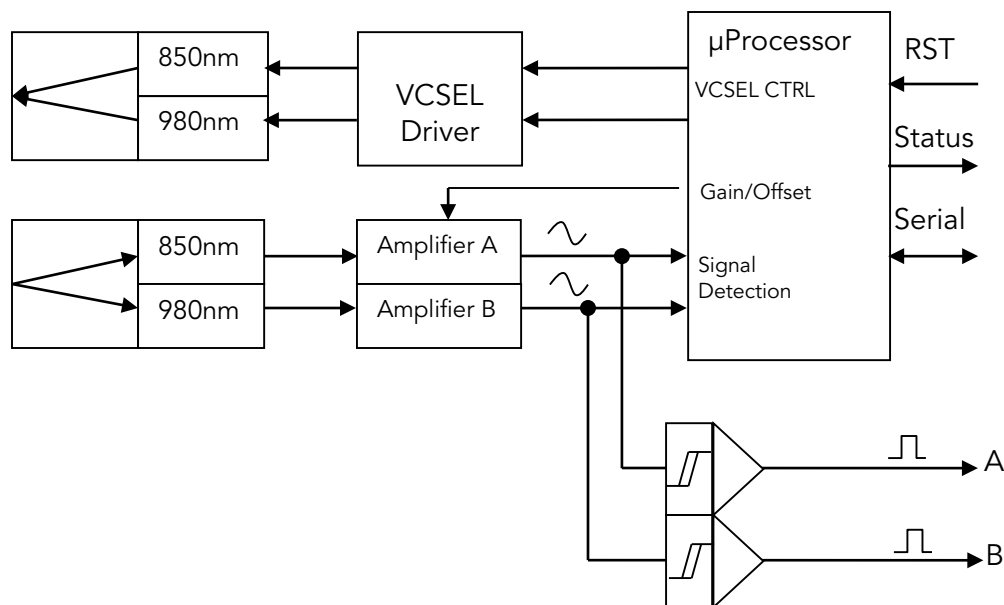 850nm
980nm
VCSEL
Driver
µProcessor
VCSEL CTRL
Gain/Offset
Signal
Detection
RST
Status
Serial
850nm
980nm
Amplifier A
Amplifier B
A
B